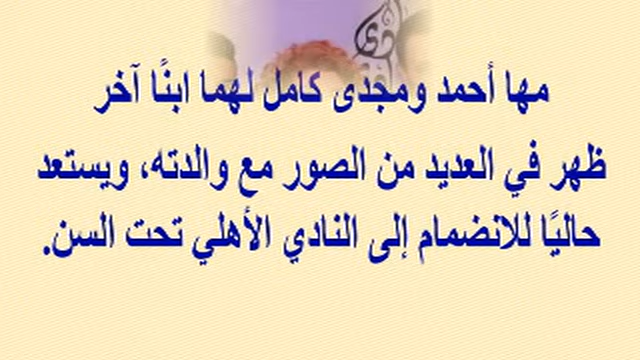 مها أحمد ومجدى كامل لهما ابنًا آخر
ظهر في العديد من الصور مع والدته، ويستعد
حاليًا للانضمام إلى النادي الأهلي تحت السن.